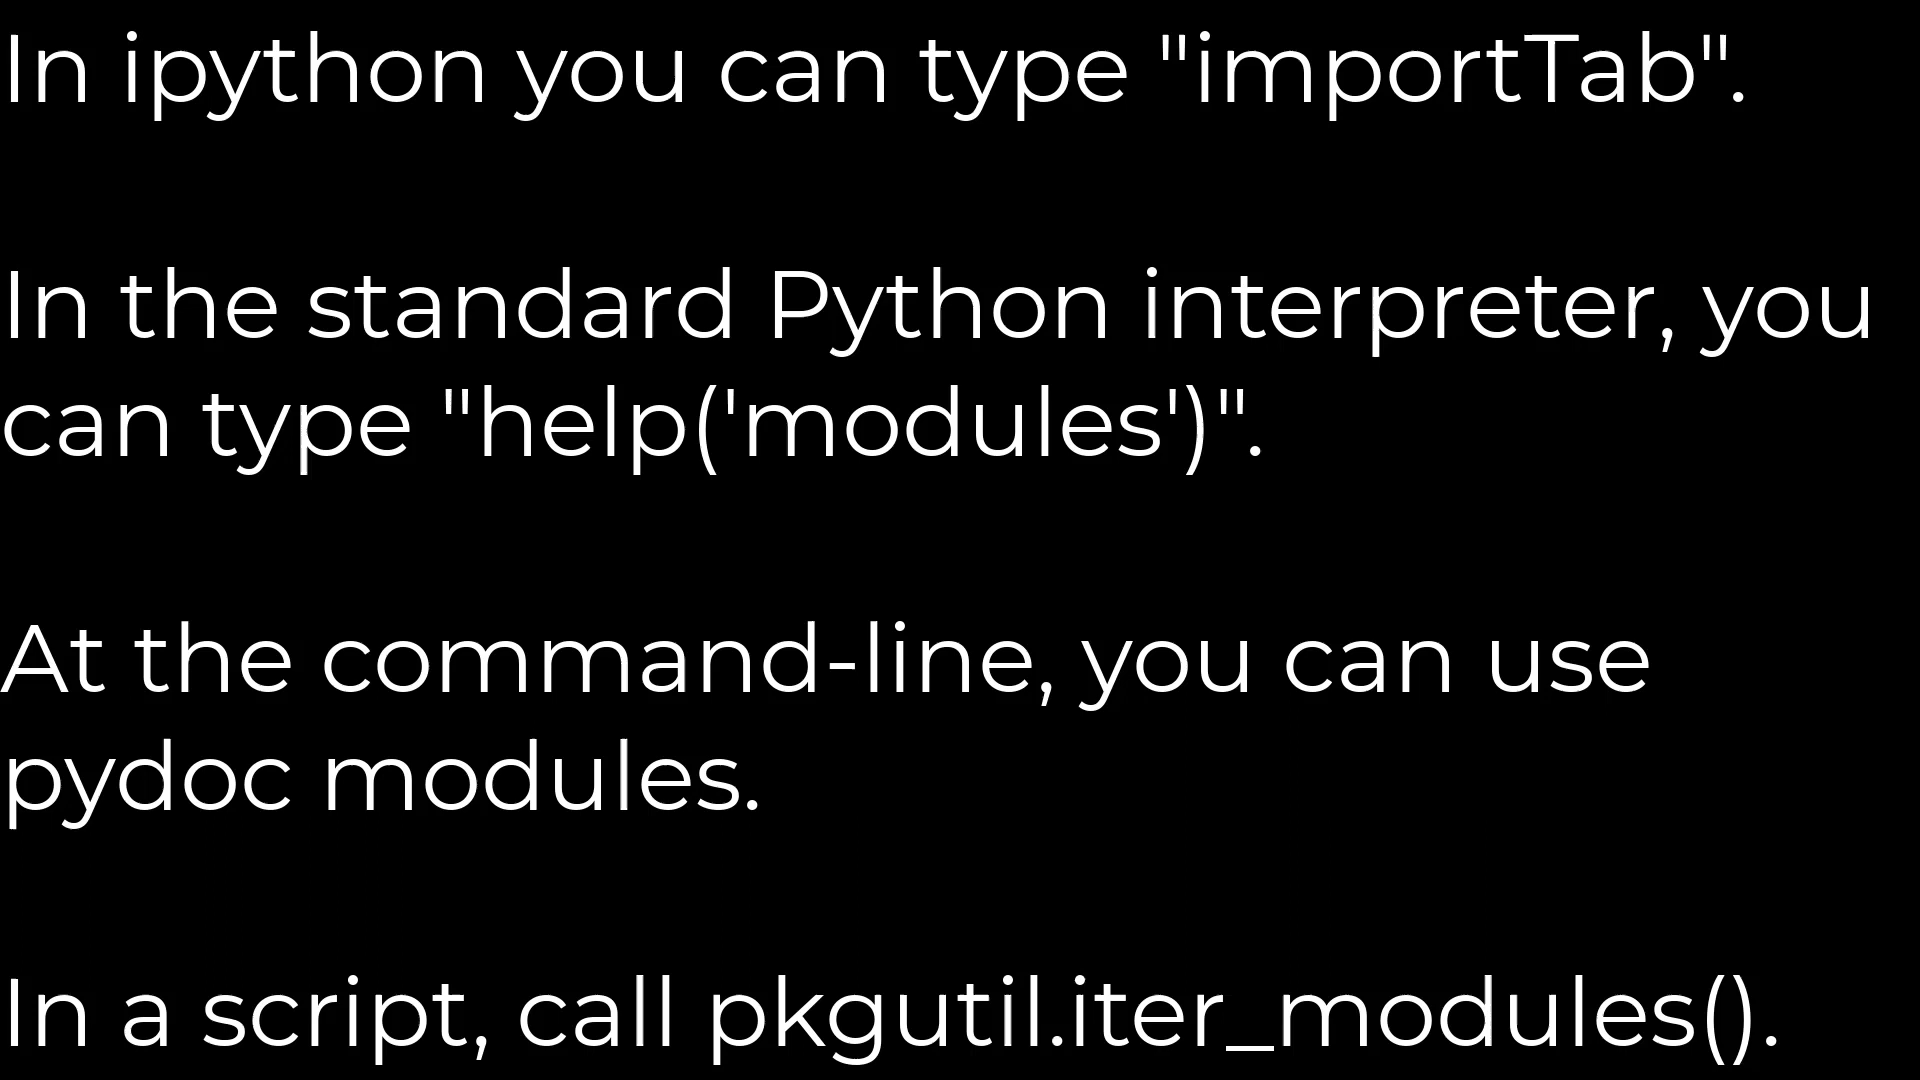 In ipython you can type "importTab".
In the standard Python interpreter, you
can type "help('modules')".
At the command-line, you can use
pydoc modules.
In a script, call pkgutil.iter_modules().